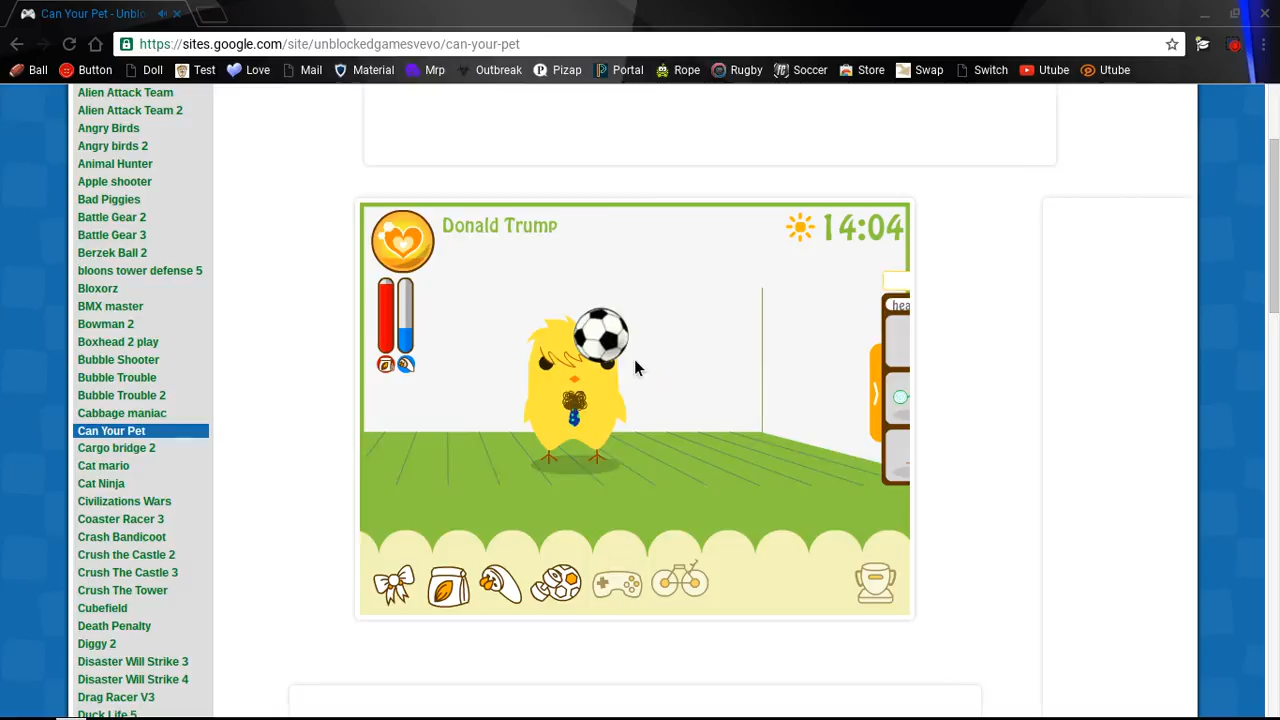 Can Your Pet - Unblo
https://sites.google.com/site/unblockedgamesvevo/can-your-pet
Ball Button Doll Test Love Mail Material Mrp Outbreak Pizap Portal Rope Rugby Soccer Store Swap Switch Utube Utube
Alien Attack Team
Alien Attack Team 2
Angry Birds
Angry birds 2
Animal Hunter
Apple shooter
Bad Piggies
Battle Gear 2
Battle Gear 3
Berzek Ball 2
bloons tower defense 5
Bloxorz
BMX master
Bowman 2
Boxhead 2 play
Bubble Shooter
Bubble Trouble
Bubble Trouble 2
Cabbage maniac
Can Your Pet
Cargo bridge 2
Cat mario
Cat Ninja
Civilizations Wars
Coaster Racer 3
Crash Bandicoot
Crush the Castle 2
Crush The Castle 3
Crush The Tower
Cubefield
Death Penalty
Diggy 2
Disaster Will Strike 3
Disaster Will Strike 4
Drag Racer V3
Duck Life 5
Donald Trump
14:04
hea